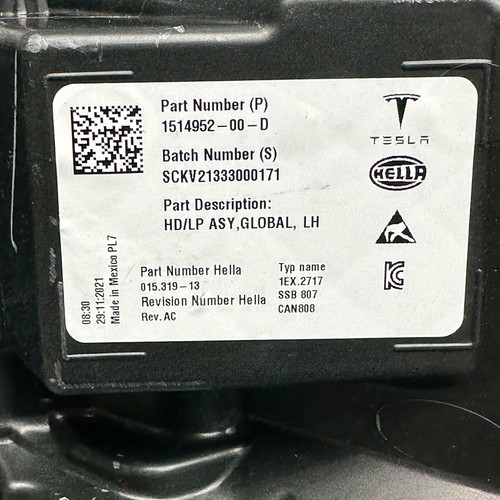 Part Number (P)
1514952-00-D
Batch Number (S)
SCKV21333000171
Part Description:
HD/LP ASY,GLOBAL, LH
TESLA
HELLA
Part Number Hella
015.319-13
Revision Number Hella
Rev. AC
Typ name
1EX.2717
SSB 807
CAN808
08:30
29:11:2021
Made in Mexico PL7